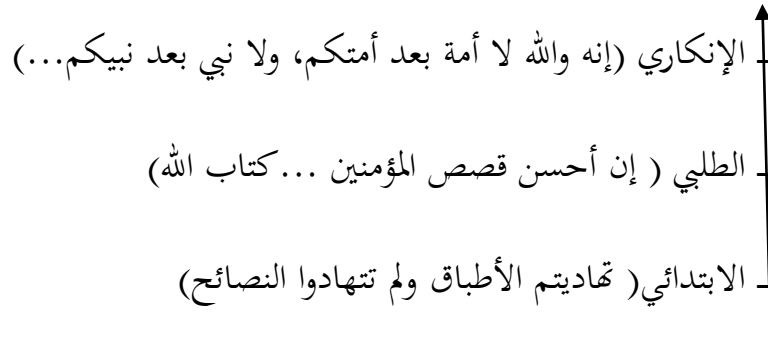 الإنكاري (إنه والله لا أمة بعد أمتكم، ولا نبي بعد نبيكم...)
الطلبي ( إن أحسن قصص المؤمنين ...كتاب الله)
الابتدائي( تهاديتم الأطباق ولم تتهادوا النصائح)